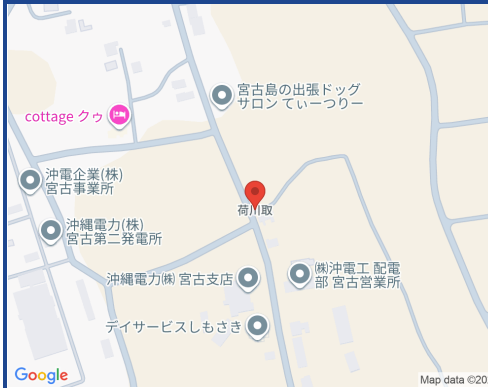 宮古島の出張ドッグ
サロン てぃーつりー
cottage クゥ
沖電企業(株)
宮古事業所
荷川取
沖縄電力(株)
宮古第二発電所
沖縄電力㈱ 宮古支店
㈱沖電工 配電
部 宮古営業所
デイサービスしもさき
Google
Map data ©20